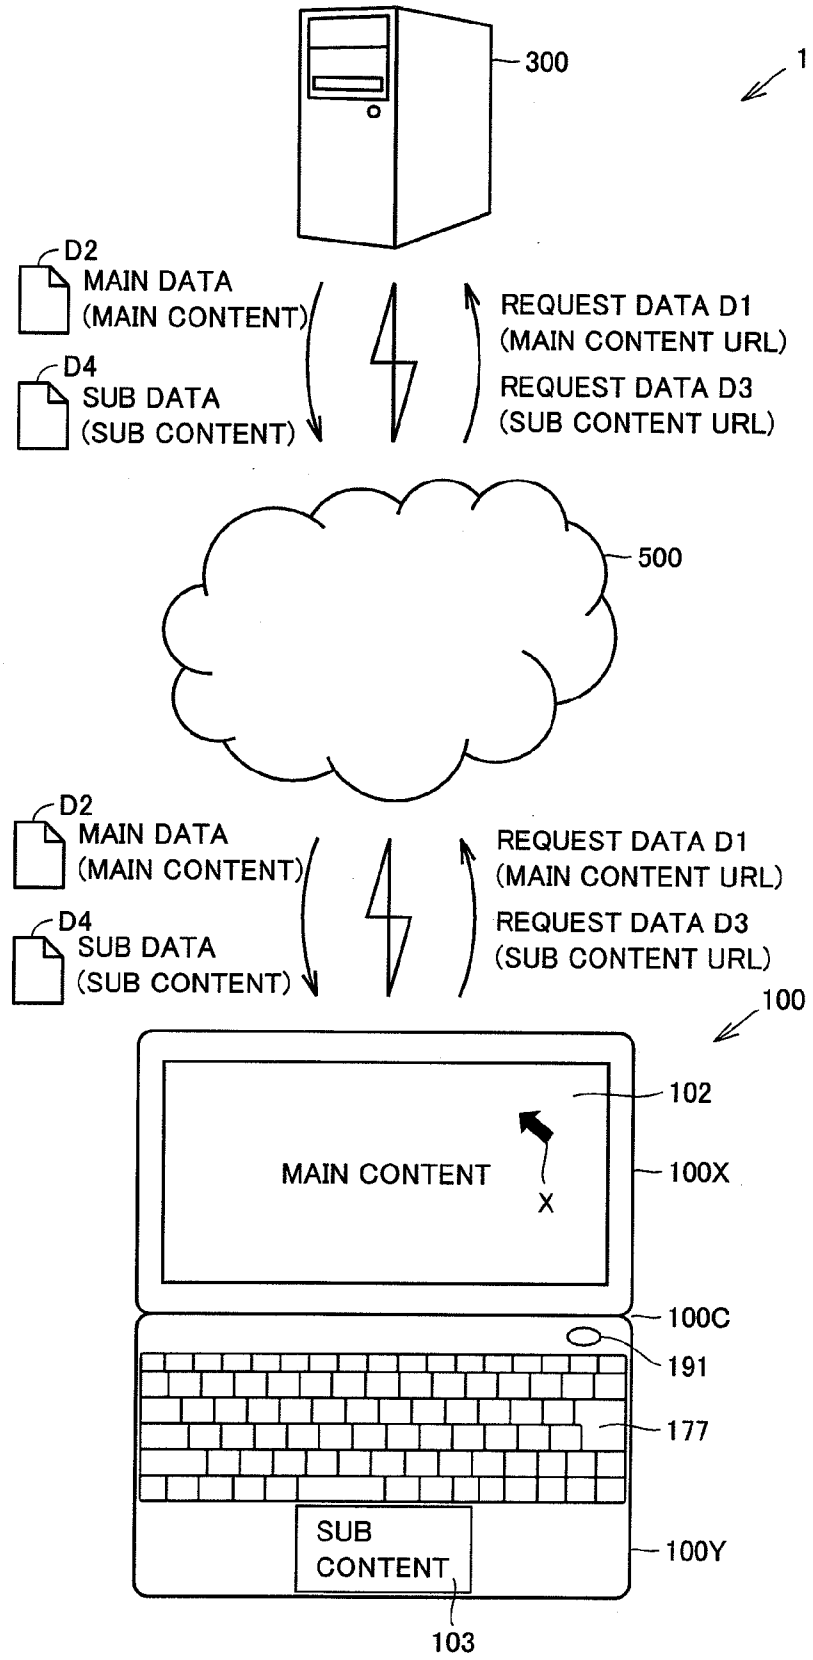 300
1
D2
MAIN DATA
(MAIN CONTENT)
D4
SUB DATA
(SUB CONTENT)
REQUEST DATA D1
(MAIN CONTENT URL)
REQUEST DATA D3
(SUB CONTENT URL)
500
D2
MAIN DATA
(MAIN CONTENT)
D4
SUB DATA
(SUB CONTENT)
REQUEST DATA D1
(MAIN CONTENT URL)
REQUEST DATA D3
(SUB CONTENT URL)
100
102
MAIN CONTENT
X
100X
100C
191
177
SUB
CONTENT
100Y
103